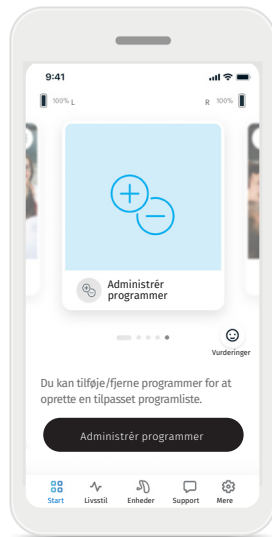 9:41
100% L
R 100%
Administrér
programmer
Vurderinger
Du kan tilføje/fjerne programmer for at
oprette en tilpasset programliste.
Administrér programmer
Start Livsstil Enheder Support Mere